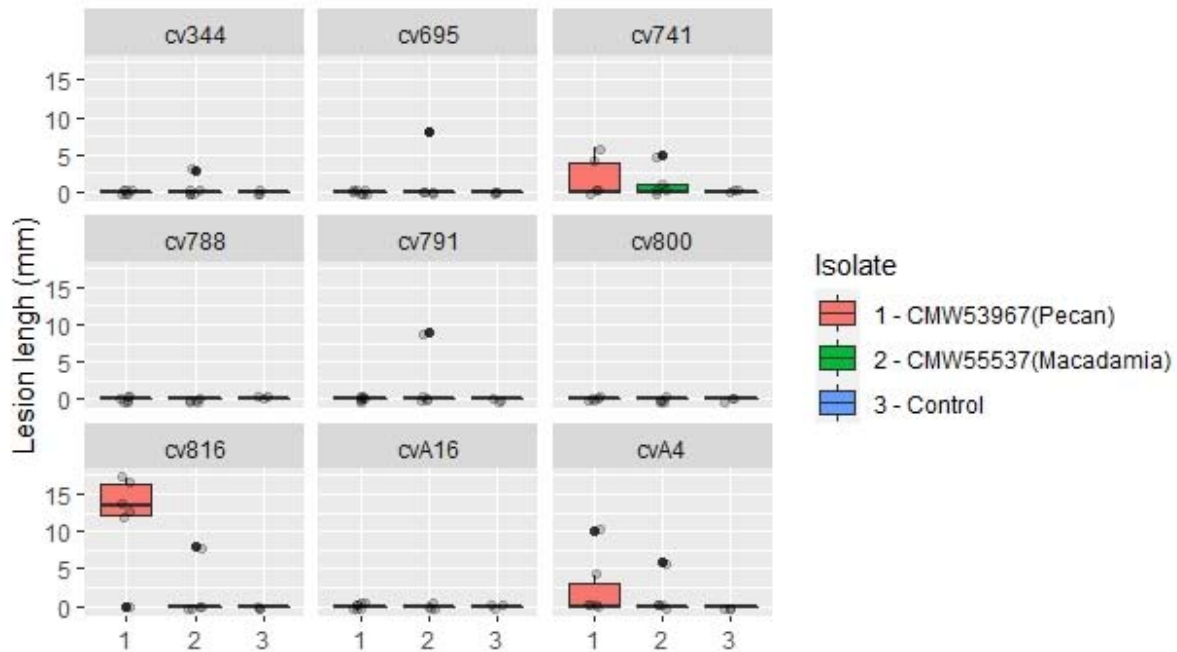 cv344 cv695 cv741
15
10
5
0
cv788 cv791 cv800
15
10
5
0
cv816 cvA16 cvA4
15
10
5
0
1 2 3 1 2 3 1 2 3
Lesion lengh (mm)
Isolate
1 - CMW53967(Pecan)
2 - CMW55537(Macadamia)
3 - Control